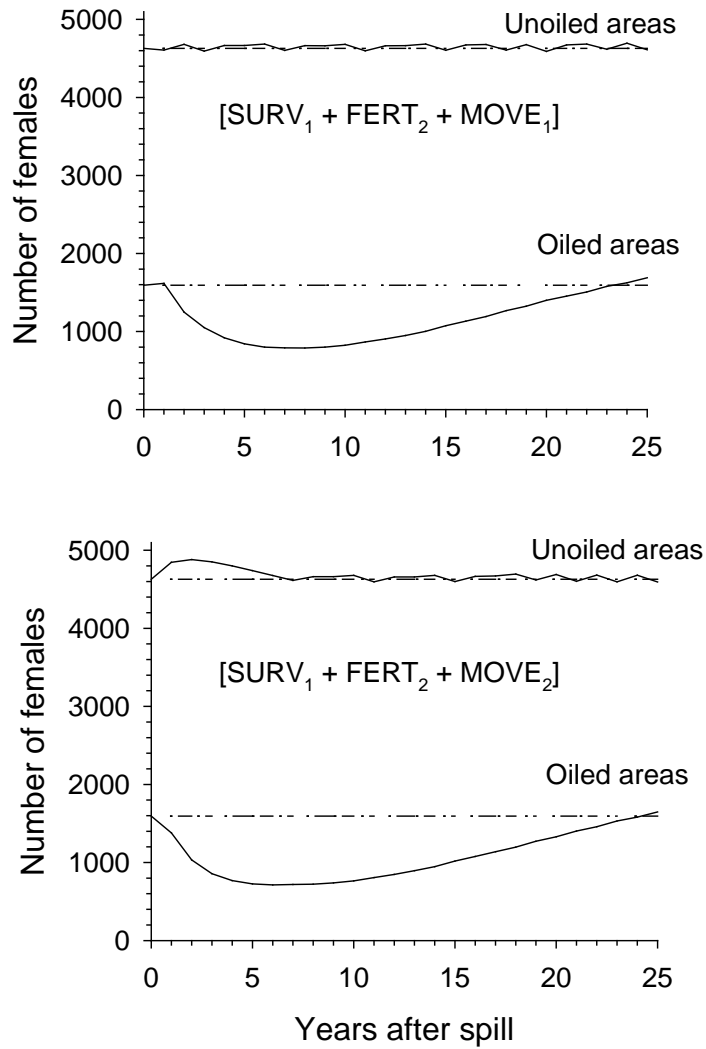 5000
Unoiled areas
4000
[SURV₁ + FERT₂ + MOVE₁]
3000
Number of females
2000
Oiled areas
1000
0
0 5 10 15 20 25
5000
Unoiled areas
4000
[SURV₁ + FERT₂ + MOVE₂]
3000
Number of females
2000
Oiled areas
1000
0
0 5 10 15 20 25
Years after spill